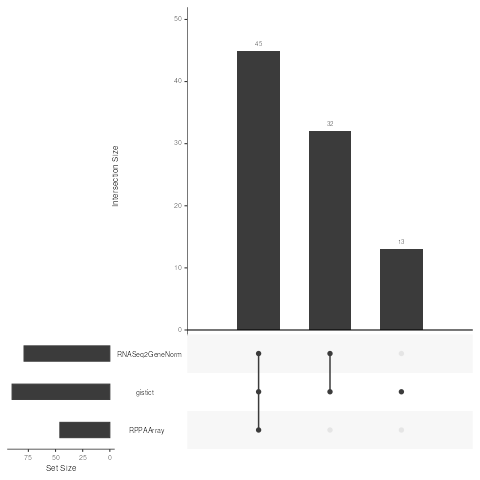 50
45
40
32
30
Intersection Size
20
13
10
0
RNASeq2GeneNorm
gistict
RPPAArray
75 50 25 0
Set Size